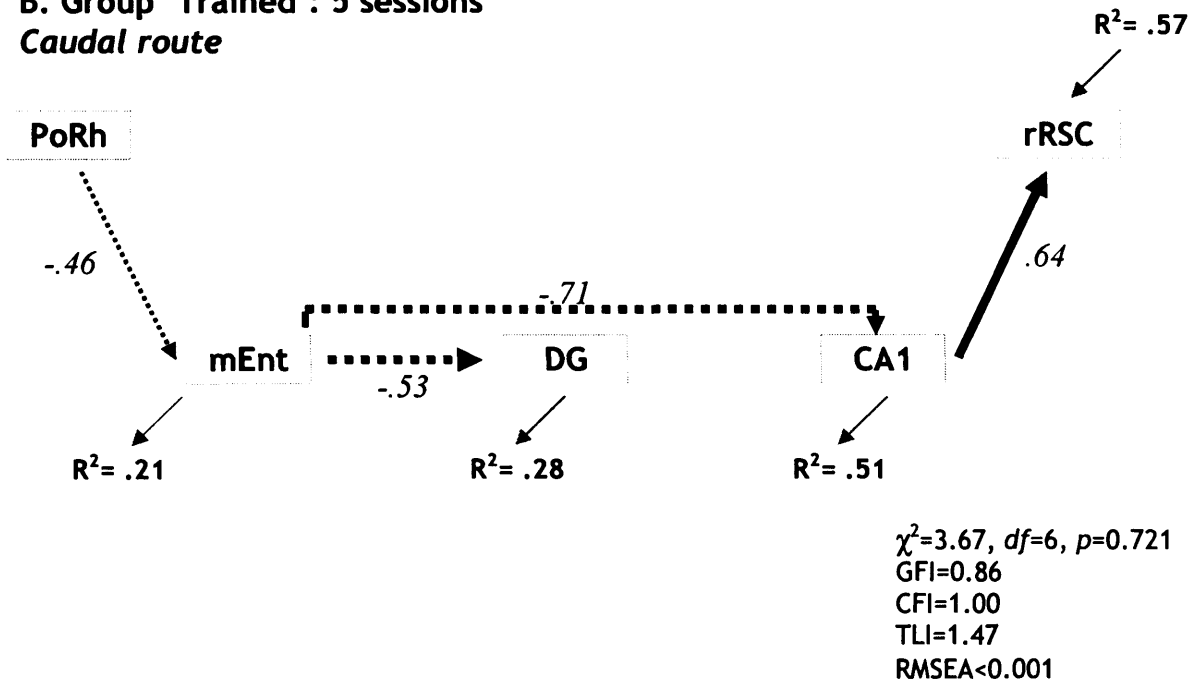 B. Group "Trained": 5 sessions
Caudal route
R²= .57
PoRh
rRSC
-.46
.64
-.71
mEnt
DG
CA1
-.53
R²= .21
R²= .28
R²= .51
χ²=3.67, df=6, p=0.721
GFI=0.86
CFI=1.00
TLI=1.47
RMSEA<0.001